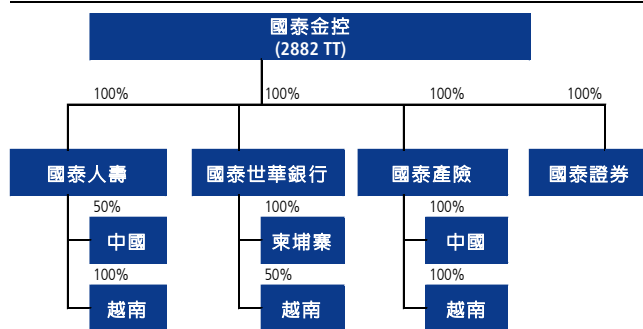 國泰金控
(2882 TT)
100%
100%
100%
100%
國泰人壽
國泰世華銀行
國泰產險
國泰證券
50%
100%
100%
中國
柬埔寨
中國
100%
50%
100%
越南
越南
越南